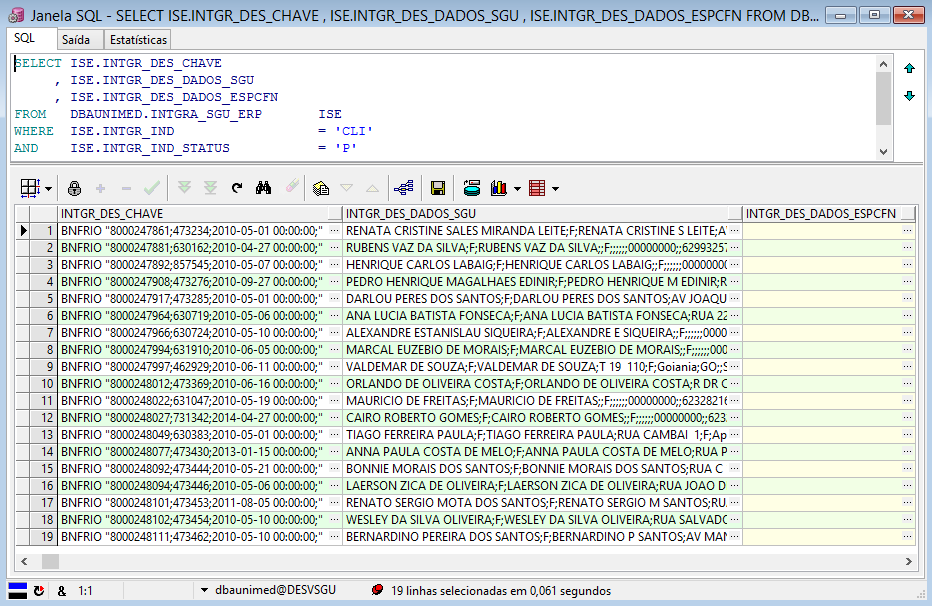 Janela SQL - SELECT ISE.INTGR_DES_CHAVE , ISE.INTGR_DES_DADOS_SGU , ISE.INTGR_DES_DADOS_ESPCFN FROM DB...
SQL Saída Estatísticas
SELECT ISE.INTGR_DES_CHAVE
, ISE.INTGR_DES_DADOS_SGU
, ISE.INTGR_DES_DADOS_ESPCFN
FROM DBAUNIMED.INTGRA_SGU_ERP ISE
WHERE ISE.INTGR_IND = 'CLI'
AND ISE.INTGR_IND_STATUS = 'P'
INTGR_DES_CHAVE INTGR_DES_DADOS_SGU INTGR_DES_DADOS_ESPCFN
1 BNFRIO "8000247861;473234;2010-05-01 00:00:00;" ... RENATA CRISTINE SALES MIRANDA LEITE;F;RENATA CRISTINE S LEITE;A ...
2 BNFRIO "8000247881;630162;2010-04-27 00:00:00;" ... RUBENS VAZ DA SILVA;F;RUBENS VAZ DA SILVA;;F;;;;;;00000000;;6299325 ...
3 BNFRIO "8000247892;857545;2010-05-07 00:00:00;" ... HENRIQUE CARLOS LABAIG;F;HENRIQUE CARLOS LABAIG;;F;;;;;;0000000 ...
4 BNFRIO "8000247908;473276;2010-09-27 00:00:00;" ... PEDRO HENRIQUE MAGALHAES EDINIR;F;PEDRO HENRIQUE M EDINIR;R ...
5 BNFRIO "8000247917;473285;2010-05-01 00:00:00;" ... DARLOU PERES DOS SANTOS;F;DARLOU PERES DOS SANTOS;AV JOAQU ...
6 BNFRIO "8000247964;630719;2010-05-06 00:00:00;" ... ANA LUCIA BATISTA FONSECA;F;ANA LUCIA BATISTA FONSECA;RUA 22 ...
7 BNFRIO "8000247966;630724;2010-05-10 00:00:00;" ... ALEXANDRE ESTANISLAU SIQUEIRA;F;ALEXANDRE E SIQUEIRA;;F;;;;;;0000 ...
8 BNFRIO "8000247994;631910;2010-06-05 00:00:00;" ... MARCAL EUZEBIO DE MORAIS;F;MARCAL EUZEBIO DE MORAIS;;F;;;;;;000 ...
9 BNFRIO "8000247997;462929;2010-06-11 00:00:00;" ... VALDEMAR DE SOUZA;F;VALDEMAR DE SOUZA;T 19 110;F;Goiania;GO;;S ...
10 BNFRIO "8000248012;473369;2010-06-16 00:00:00;" ... ORLANDO DE OLIVEIRA COSTA;F;ORLANDO DE OLIVEIRA COSTA;R DR C ...
11 BNFRIO "8000248022;631047;2010-05-19 00:00:00;" ... MAURICIO DE FREITAS;F;MAURICIO DE FREITAS;;F;;;;;;00000000;;62328216 ...
12 BNFRIO "8000248027;731342;2014-04-27 00:00:00;" ... CAIRO ROBERTO GOMES;F;CAIRO ROBERTO GOMES;;F;;;;;;00000000;;623 ...
13 BNFRIO "8000248049;630383;2010-05-01 00:00:00;" ... TIAGO FERREIRA PAULA;F;TIAGO FERREIRA PAULA;RUA CAMBAI 1;F;Ap ...
14 BNFRIO "8000248077;473430;2013-01-15 00:00:00;" ... ANNA PAULA COSTA DE MELO;F;ANNA PAULA COSTA DE MELO;RUA P ...
15 BNFRIO "8000248092;473444;2010-05-21 00:00:00;" ... BONNIE MORAIS DOS SANTOS;F;BONNIE MORAIS DOS SANTOS;RUA C ...
16 BNFRIO "8000248094;473446;2010-05-06 00:00:00;" ... LAERSON ZICA DE OLIVEIRA;F;LAERSON ZICA DE OLIVEIRA;RUA JOAO D ...
17 BNFRIO "8000248101;473453;2011-08-05 00:00:00;" ... RENATO SERGIO MOTA DOS SANTOS;F;RENATO SERGIO M SANTOS;RU ...
18 BNFRIO "8000248102;473454;2010-05-10 00:00:00;" ... WESLEY DA SILVA OLIVEIRA;F;WESLEY DA SILVA OLIVEIRA;RUA SALVADO ...
19 BNFRIO "8000248111;473462;2010-05-10 00:00:00;" ... BERNARDINO PEREIRA DOS SANTOS;F;BERNARDINO P SANTOS;AV MAN ...
& 1:1 dbaunimed@DESVSGU 19 linhas selecionadas em 0,061 segundos